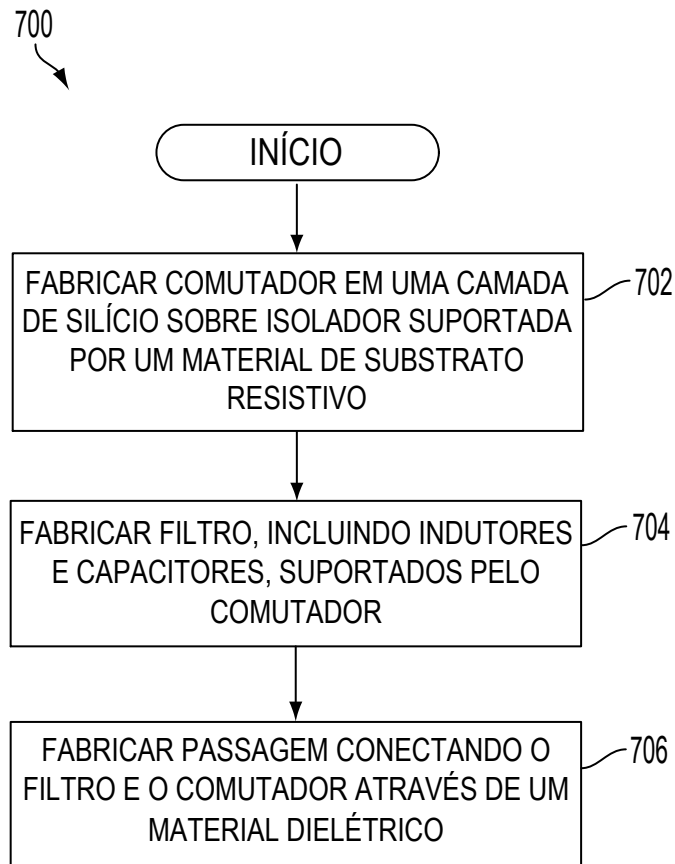 700
INÍCIO
FABRICAR COMUTADOR EM UMA CAMADA
DE SILÍCIO SOBRE ISOLADOR SUPORTADA
POR UM MATERIAL DE SUBSTRATO
RESISTIVO
702
FABRICAR FILTRO, INCLUINDO INDUTORES
E CAPACITORES, SUPORTADOS PELO
COMUTADOR
704
FABRICAR PASSAGEM CONECTANDO O
FILTRO E O COMUTADOR ATRAVÉS DE UM
MATERIAL DIELÉTRICO
706